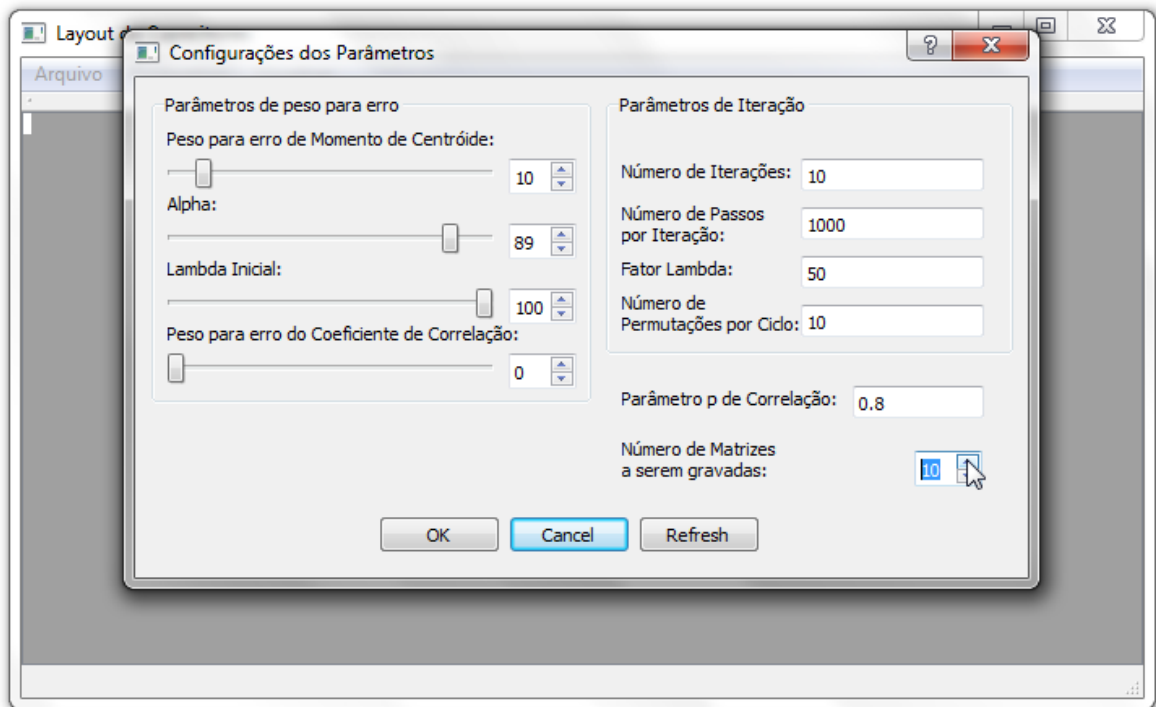 Layout
Configurações dos Parâmetros
Arquivo
Parâmetros de peso para erro
Peso para erro de Momento de Centróide:
10
Alpha:
89
Lambda Inicial:
100
Peso para erro do Coeficiente de Correlação:
0
Parâmetros de Iteração
Número de Iterações: 10
Número de Passos
por Iteração: 1000
Fator Lambda: 50
Número de
Permutações por Ciclo: 10
Parâmetro p de Correlação: 0.8
Número de Matrizes
a serem gravadas: 10
OK Cancel Refresh